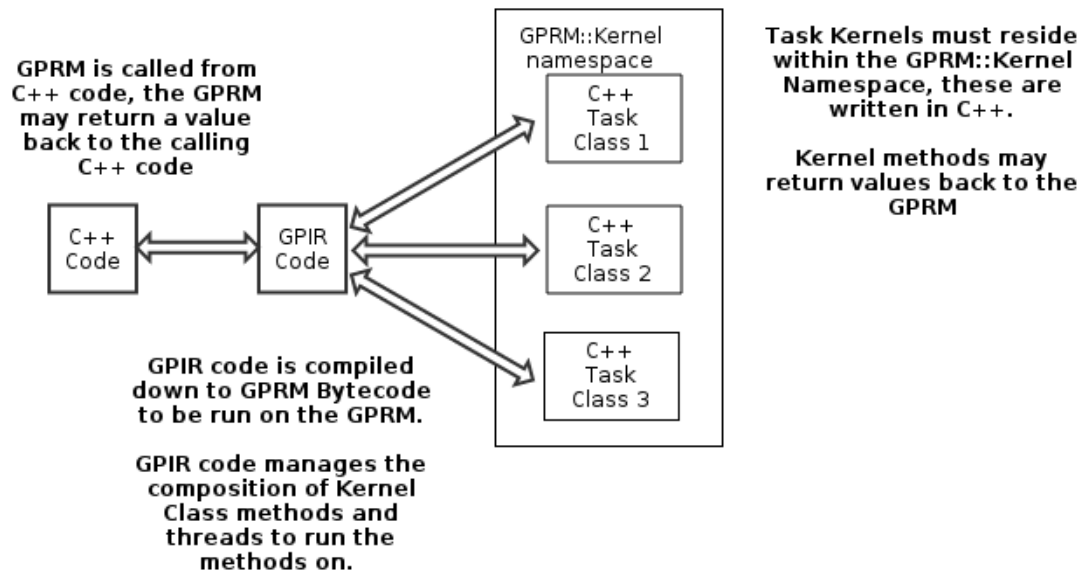 GPRM is called from
C++ code, the GPRM
may return a value
back to the calling
C++ code
C++
Code
GPIR
Code
GPRM::Kernel
namespace
C++
Task
Class 1
C++
Task
Class 2
C++
Task
Class 3
Task Kernels must reside
within the GPRM::Kernel
Namespace, these are
written in C++.
Kernel methods may
return values back to the
GPRM
GPIR code is compiled
down to GPRM Bytecode
to be run on the GPRM.
GPIR code manages the
composition of Kernel
Class methods and
threads to run the
methods on.